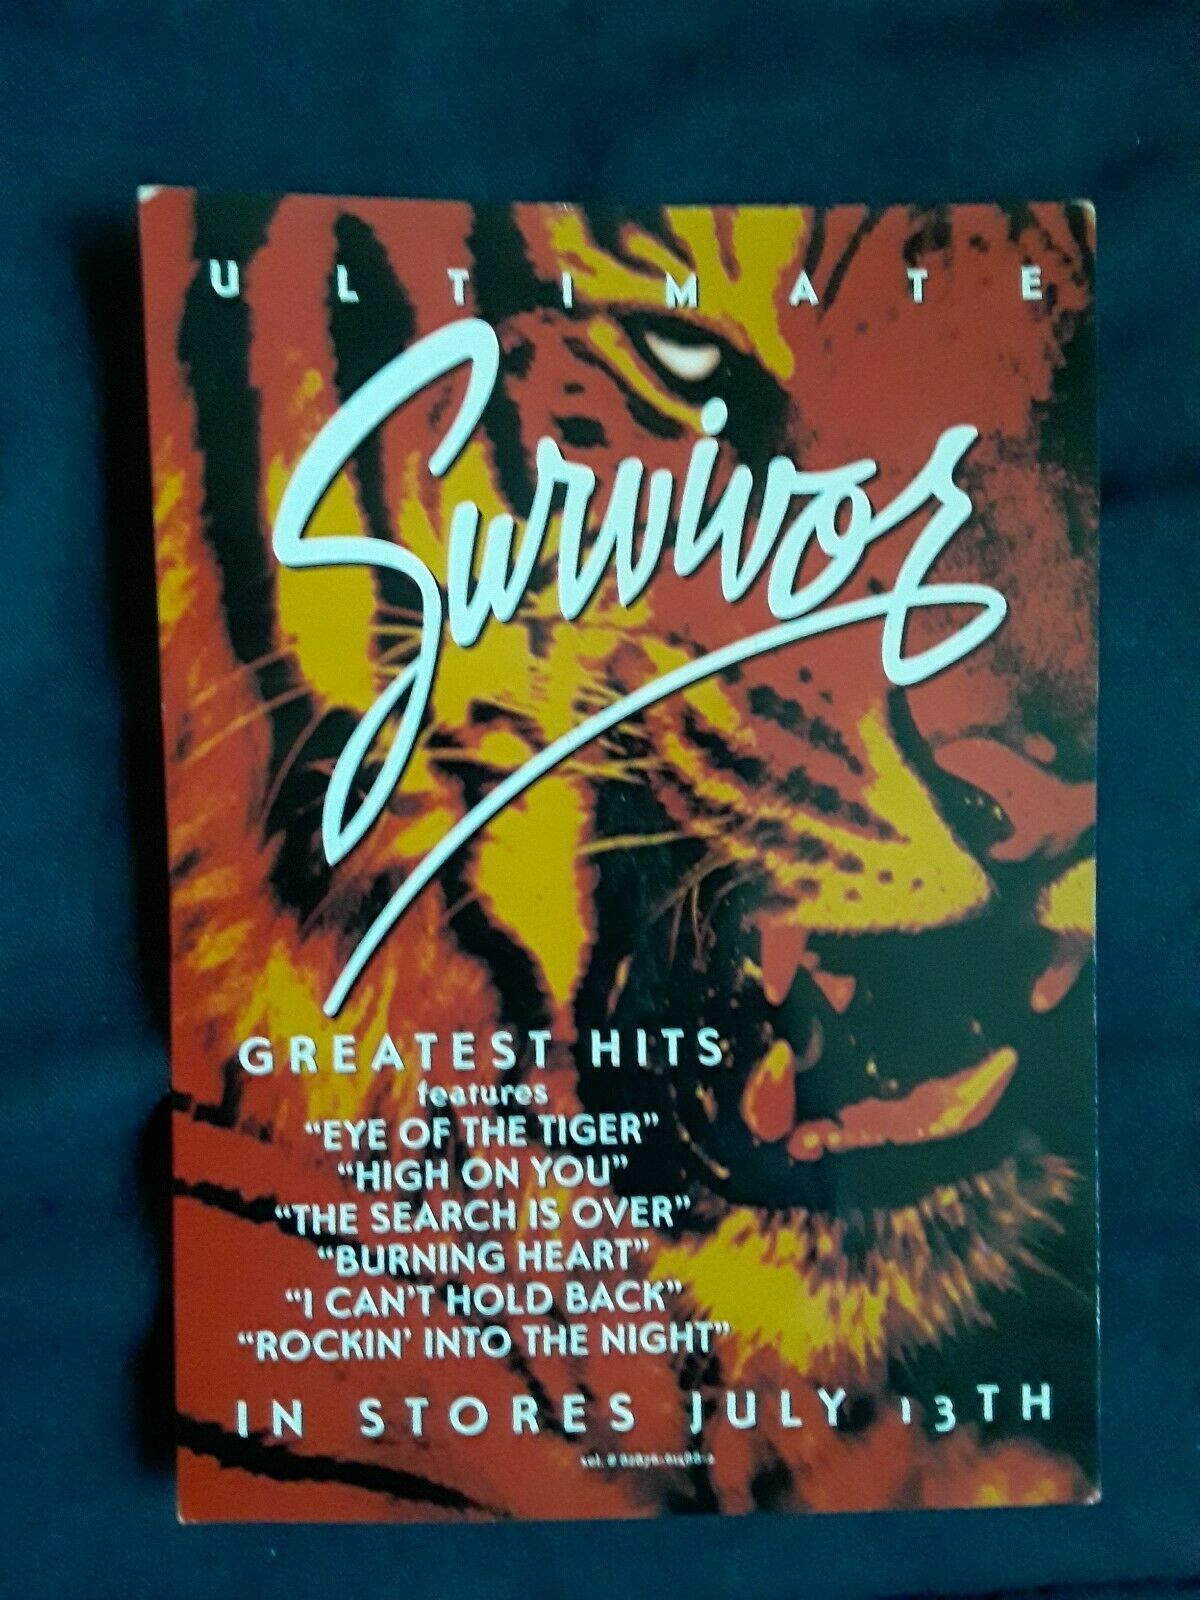 ULTIMATE
Survivor
GREATEST HITS
features
“EYE OF THE TIGER”
“HIGH ON YOU”
“THE SEARCH IS OVER”
“BURNING HEART”
“I CAN’T HOLD BACK”
“ROCKIN’ INTO THE NIGHT”
IN STORES JULY 13TH